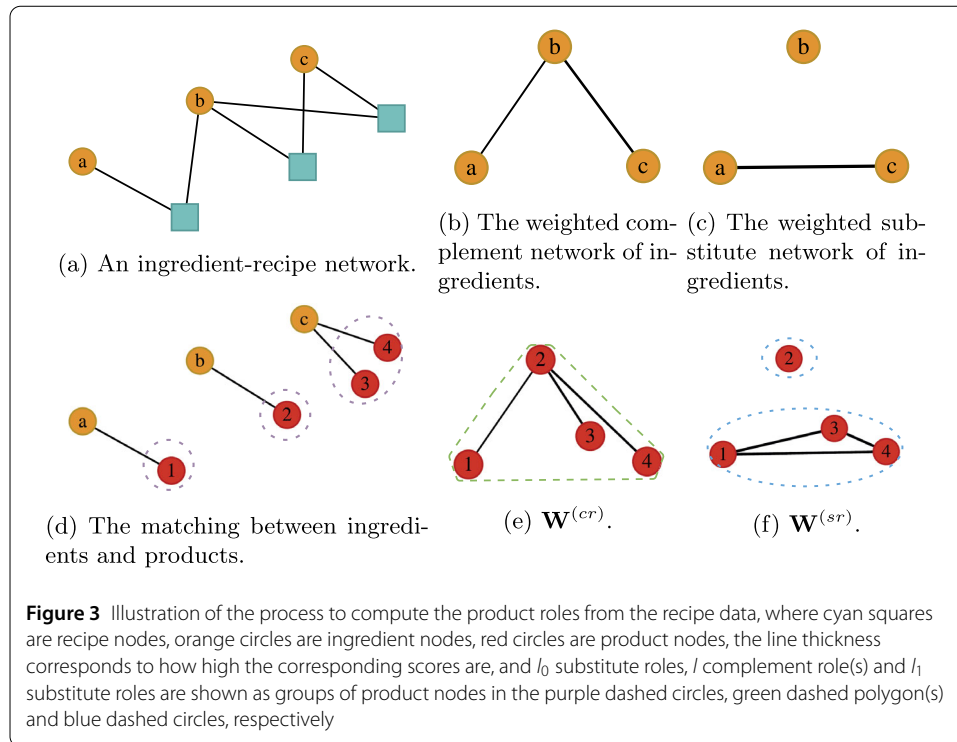 c
b
a
(a) An ingredient-recipe network.
b
a
c
(b) The weighted com-
plement network of in-
gredients.
b
a
c
(c) The weighted sub-
stitute network of in-
gredients.
c
4
b
3
a
2
1
(d) The matching between ingredi-
ents and products.
2
3
1
4
(e) W^(cr).
2
3
1
4
(f) W^(sr).
Figure 3 Illustration of the process to compute the product roles from the recipe data, where cyan squares
are recipe nodes, orange circles are ingredient nodes, red circles are product nodes, the line thickness
corresponds to how high the corresponding scores are, and l₀ substitute roles, l complement role(s) and l₁
substitute roles are shown as groups of product nodes in the purple dashed circles, green dashed polygon(s)
and blue dashed circles, respectively